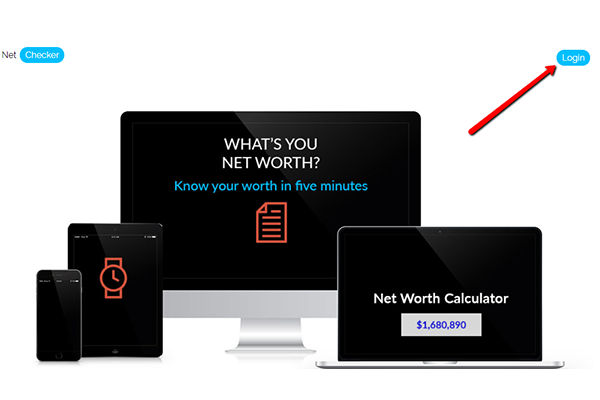 Net Checker
Login
WHAT'S YOU
NET WORTH?
Know your worth in five minutes
Net Worth Calculator
$1,680,890